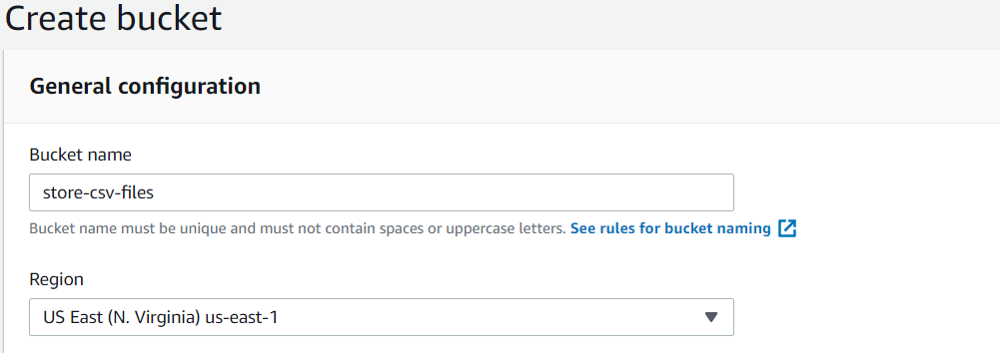 Create bucket
General configuration
Bucket name
store-csv-files
Bucket name must be unique and must not contain spaces or uppercase letters. See rules for bucket naming
Region
US East (N. Virginia) us-east-1